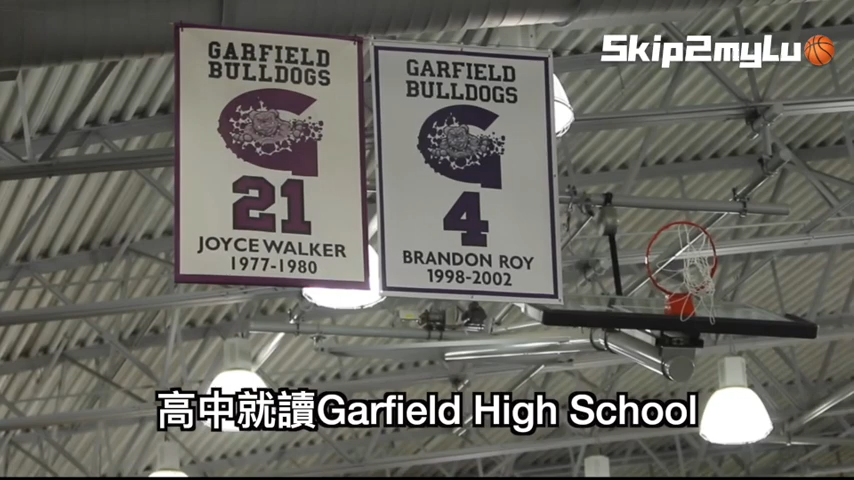 Skip2myLu
GARFIELD
BULLDOGS
21
JOYCE WALKER
1977-1980
GARFIELD
BULLDOGS
4
BRANDON ROY
1998-2002
高中就讀Garfield High School